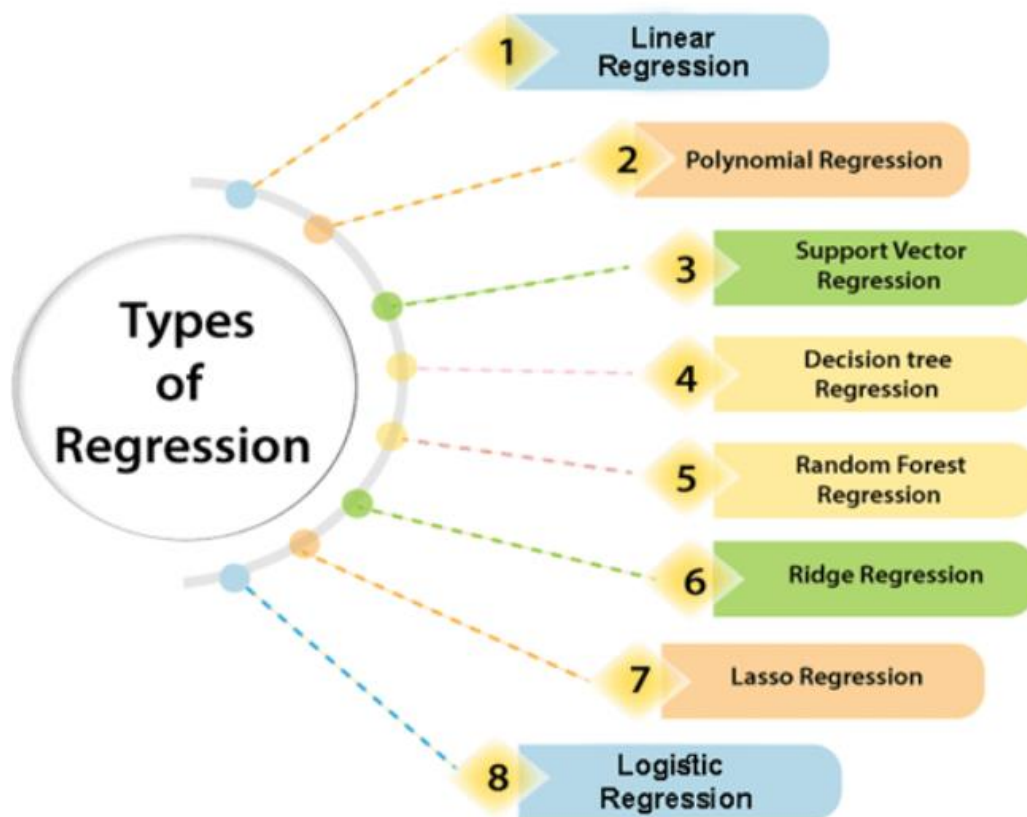 Types
of
Regression
1
Linear
Regression
2
Polynomial Regression
3
Support Vector
Regression
4
Decision tree
Regression
5
Random Forest
Regression
6
Ridge Regression
7
Lasso Regression
8
Logistic
Regression